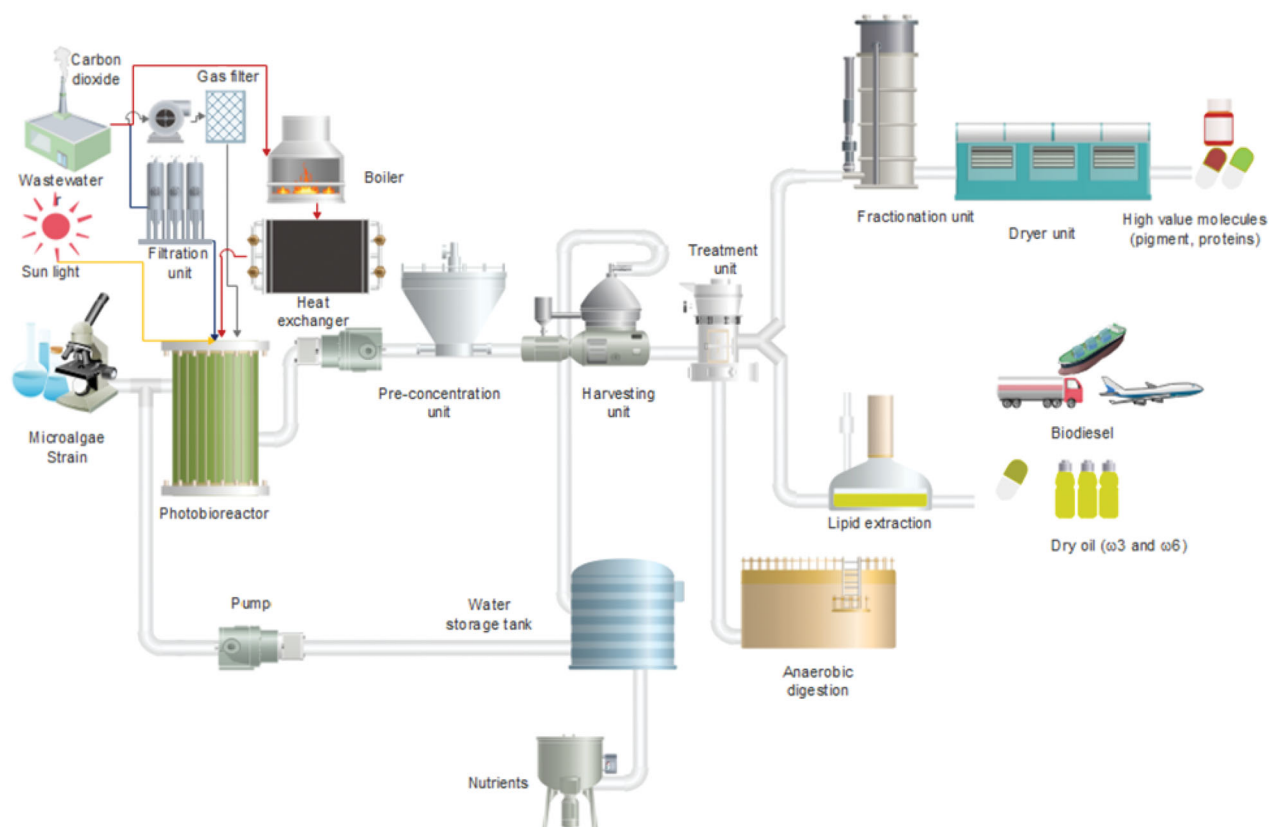 Carbon
dioxide
Gas filter
Wastewater
r
Sun light
Filtration
unit
Boiler
Heat
exchanger
Microalgae
Strain
Photobioreactor
Pre-concentration
unit
Harvesting
unit
Treatment
unit
Fractionation unit
Dryer unit
High value molecules
(pigment, proteins)
Biodiesel
Lipid extraction
Dry oil (ω3 and ω6)
Pump
Water
storage tank
Anaerobic
digestion
Nutrients